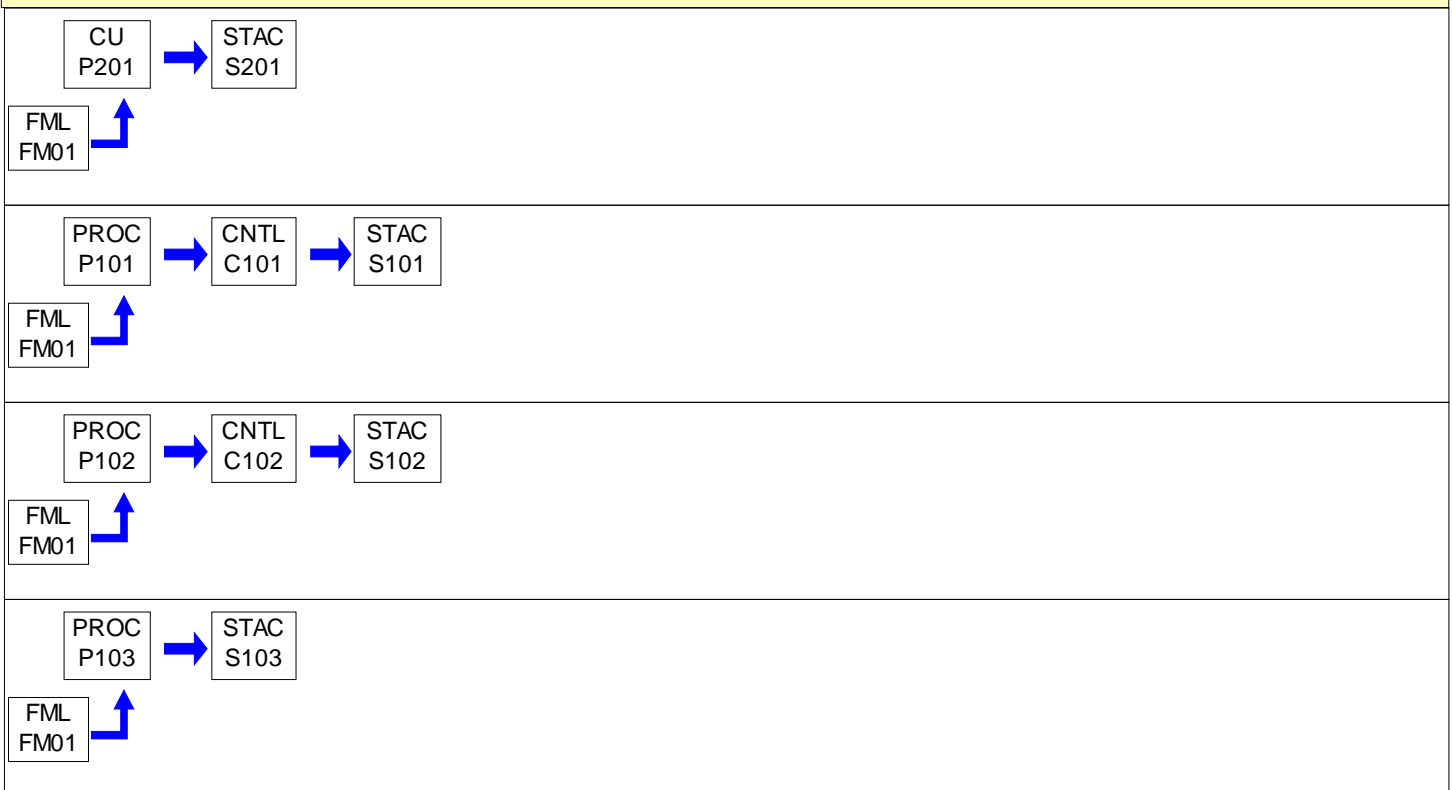 CU
P201
STAC
S201
FML
FM01
PROC
P101
CNTL
C101
STAC
S101
FML
FM01
PROC
P102
CNTL
C102
STAC
S102
FML
FM01
PROC
P103
STAC
S103
FML
FM01